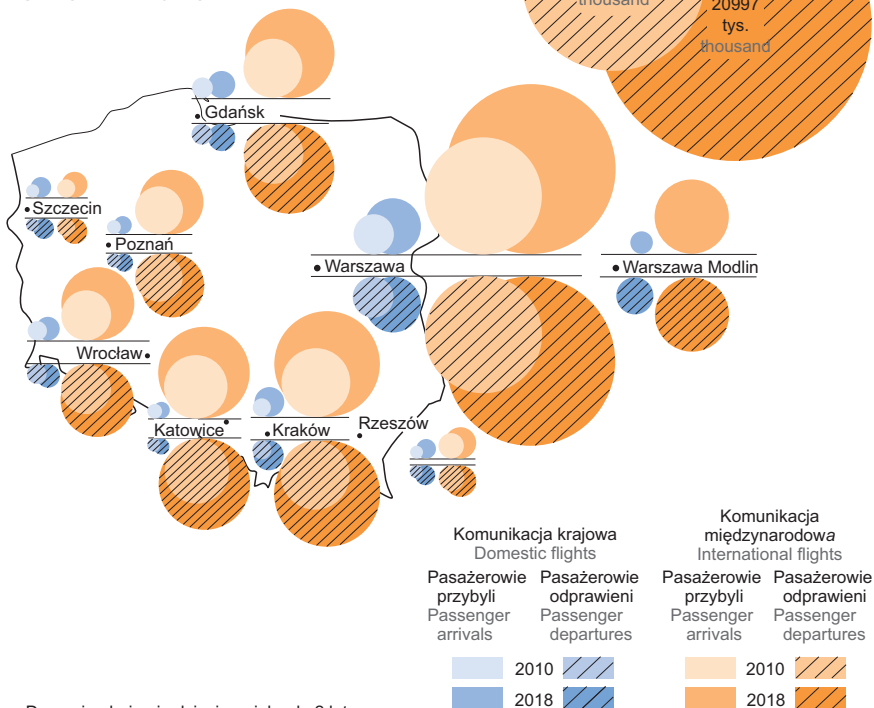 thousand
20997
tys.
thousand
Gdańsk
Szczecin
Poznań
Warszawa
Warszawa Modlin
Wrocław
Katowice
Kraków
Rzeszów
Komunikacja krajowa
Domestic flights
Komunikacja
międzynarodowa
International flights
Pasażerowie
przybyli
Passenger
arrivals
Pasażerowie
odprawieni
Passenger
departures
Pasażerowie
przybyli
Passenger
arrivals
Pasażerowie
odprawieni
Passenger
departures
2010
2010
2018
2018